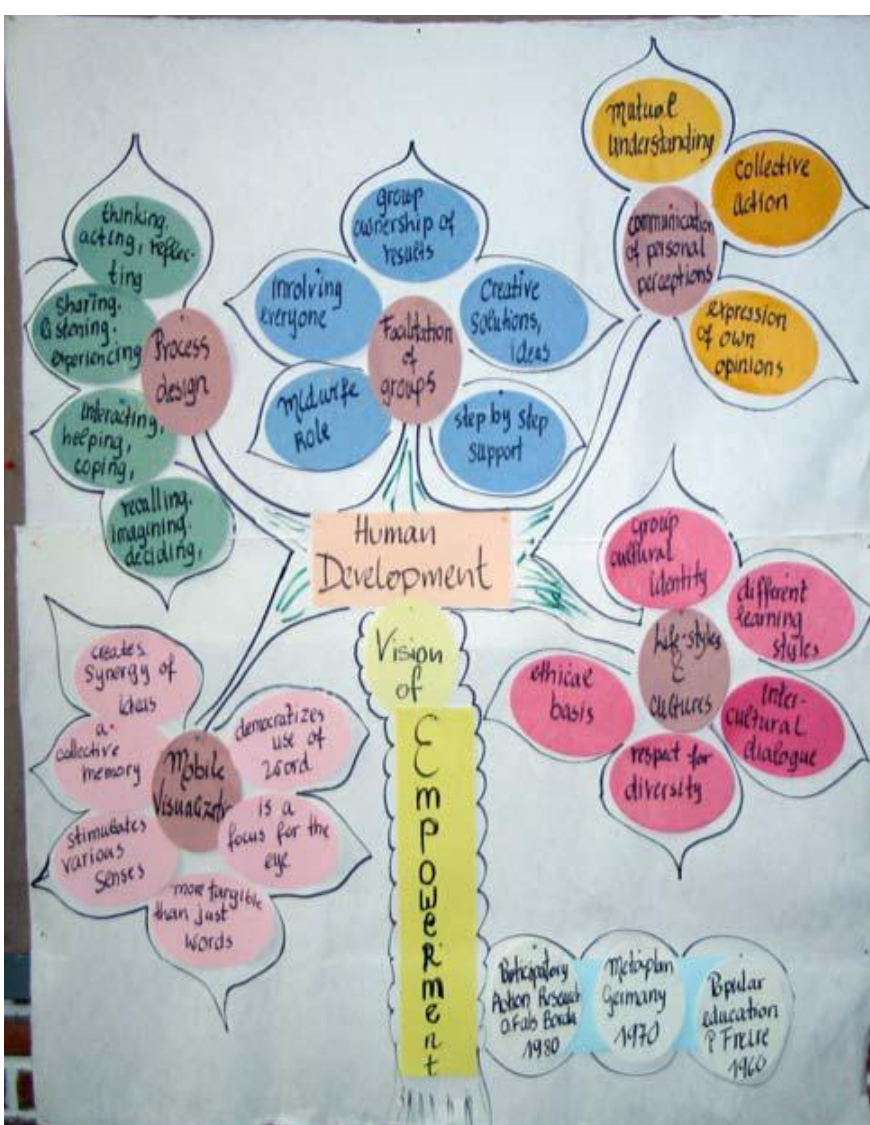 thinking.
acting, reflec-
ting
sharing.
listening.
experiencing
Interacting,
helping,
coping,
recalling.
imagining.
deciding,
Process
design
group
ownership of
results
Involving
everyone
Creative
solutions,
ideas
Midwife
Role
step by step
support
Facilitation
of
groups
mutual
understanding
collective
action
expression
of own
opinions
communication
of personal
perceptions
Human
Development
Vision
of
Empowerment
creates
synergy of
ideas
a
collective
memory
stimulates
various
senses
more tangible
than just
words
is a
focus for the
eye
democratizes
use of
word
Mobile
Visualization
group
cultural
identity
different
learning
styles
Inter-
cultural
dialogue
respect for
diversity
ethical
basis
Life-styles
&
cultures
Participatory
Action Research
O.Fals Borda
1980
Metaplan
Germany
1970
Popular
education
P Freire
1960